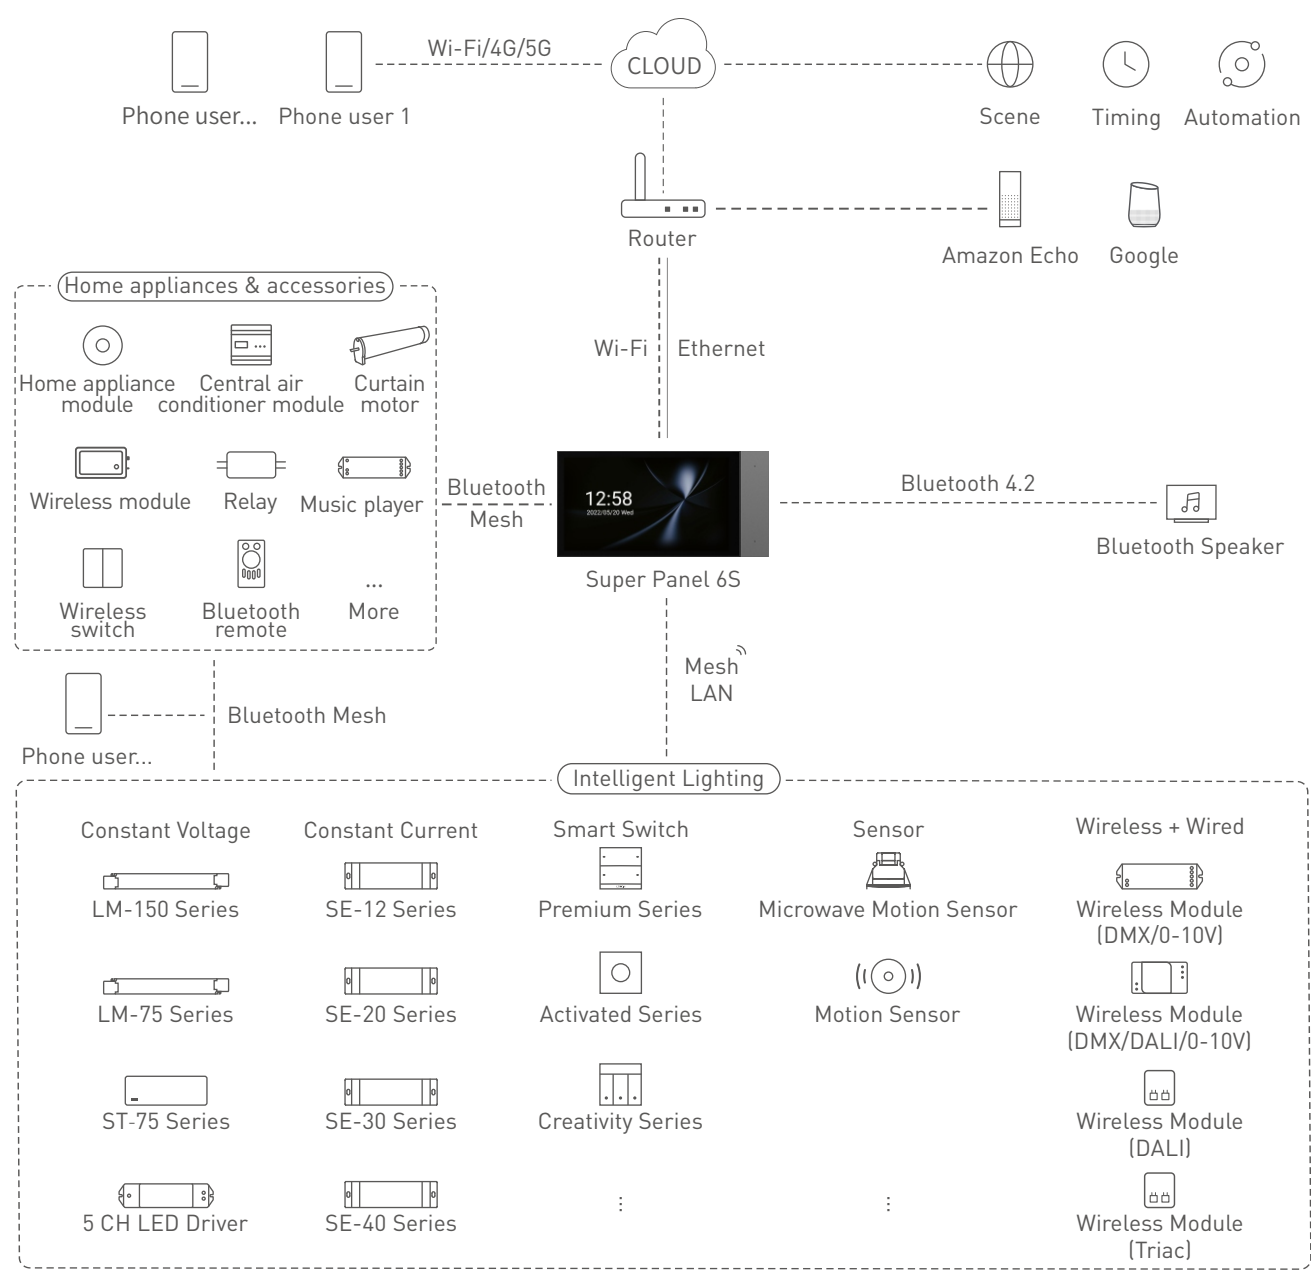 Wi-Fi/4G/5G
CLOUD
Phone user...
Phone user 1
Scene
Timing
Automation
Router
Amazon Echo
Google
Home appliances & accessories
Wi-Fi
Ethernet
Home appliance
module
Central air
conditioner module
Curtain
motor
Wireless module
Relay
Music player
Wireless
switch
Bluetooth
remote
...
More
Bluetooth
Mesh
12:58
2022/05/20 Wed
Super Panel 6S
Bluetooth 4.2
Bluetooth Speaker
Mesh
LAN
Phone user...
Bluetooth Mesh
Intelligent Lighting
Constant Voltage
LM-150 Series
LM-75 Series
ST-75 Series
5 CH LED Driver
Constant Current
SE-12 Series
SE-20 Series
SE-30 Series
SE-40 Series
Smart Switch
Premium Series
Activated Series
Creativity Series
⋮
Sensor
Microwave Motion Sensor
Motion Sensor
⋮
Wireless + Wired
Wireless Module
(DMX/0-10V)
Wireless Module
(DMX/DALI/0-10V)
Wireless Module
(DALI)
Wireless Module
(Triac)